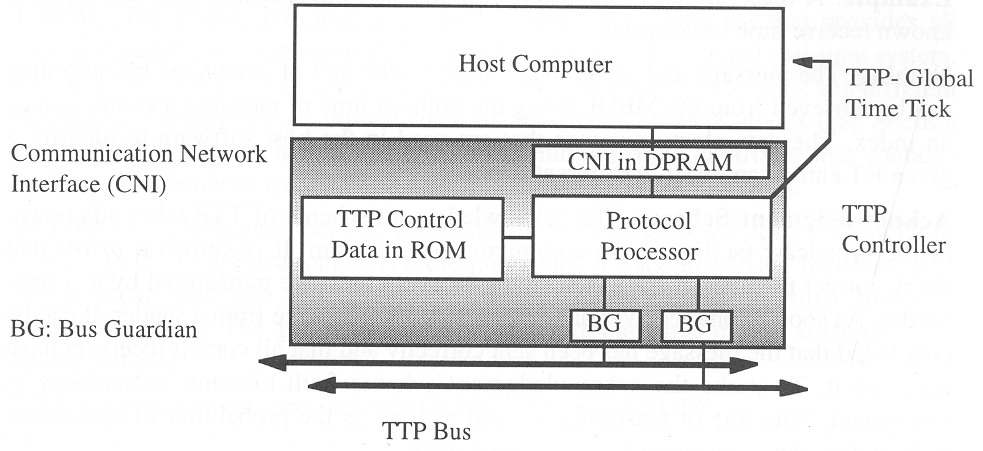 Host Computer
TTP- Global
Time Tick
Communication Network
Interface (CNI)
CNI in DPRAM
TTP Control
Data in ROM
Protocol
Processor
TTP
Controller
BG: Bus Guardian
BG
BG
TTP Bus